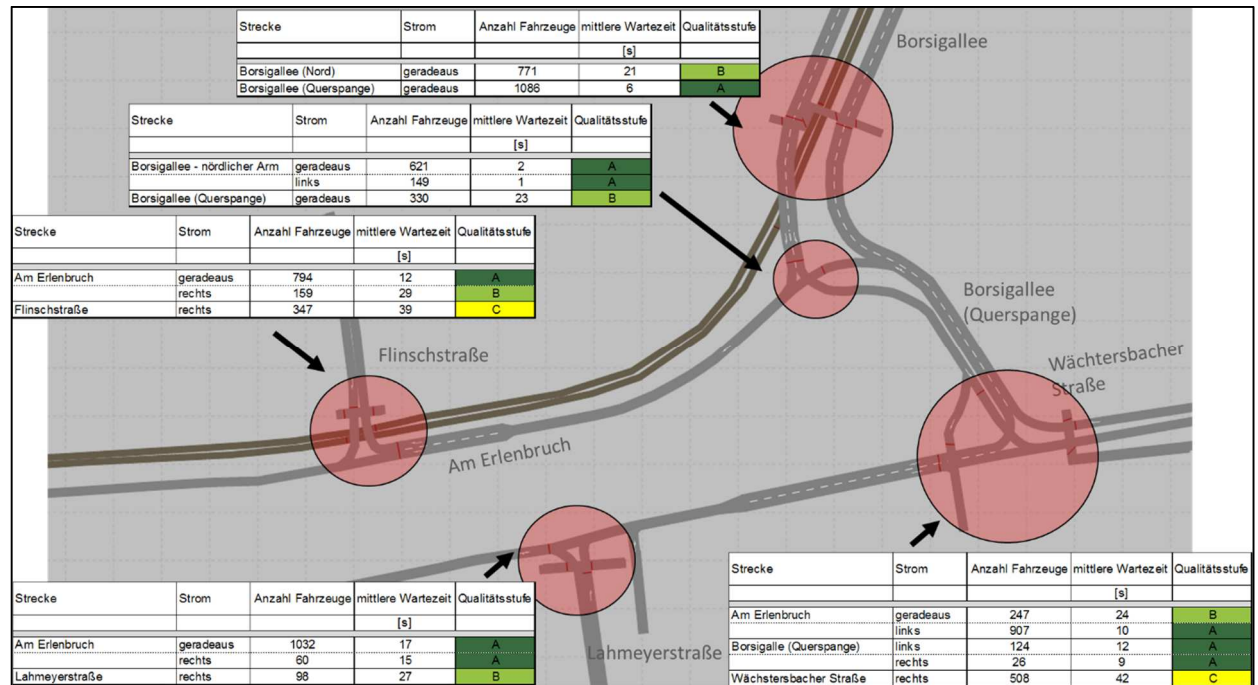 Strecke Strom Anzahl Fahrzeuge mittlere Wartezeit Qualitätsstufe
[s]
Borsigallee (Nord) geradeaus 771 21 B
Borsigallee (Querspange) geradeaus 1086 6 A
Borsigallee
Strecke Strom Anzahl Fahrzeuge mittlere Wartezeit Qualitätsstufe
[s]
Borsigallee - nördlicher Arm geradeaus 621 2 A
links 149 1 A
Borsigallee (Querspange) geradeaus 330 23 B
Strecke Strom Anzahl Fahrzeuge mittlere Wartezeit Qualitätsstufe
[s]
Am Erlenbruch geradeaus 794 12 A
rechts 159 29 B
Flinschstraße rechts 347 39 C
Borsigallee
(Querspange)
Flinschstraße
Wächtersbacher
Straße
Am Erlenbruch
Strecke Strom Anzahl Fahrzeuge mittlere Wartezeit Qualitätsstufe
[s]
Am Erlenbruch geradeaus 1032 17 A
rechts 60 15 A
Lahmeyerstraße rechts 98 27 B
Lahmeyerstraße
Strecke Strom Anzahl Fahrzeuge mittlere Wartezeit Qualitätsstufe
[s]
Am Erlenbruch geradeaus 247 24 B
links 907 10 A
Borsigalle (Querspange) links 124 12 A
rechts 26 9 A
Wächstersbacher Straße rechts 508 42 C